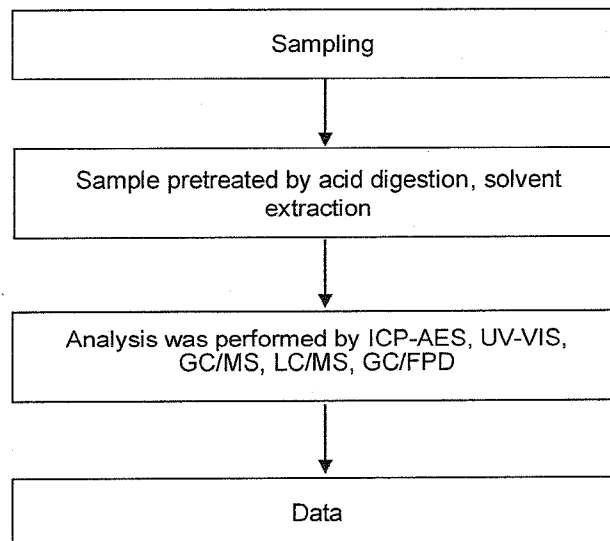 Sampling
Sample pretreated by acid digestion, solvent
extraction
Analysis was performed by ICP-AES, UV-VIS,
GC/MS, LC/MS, GC/FPD
Data